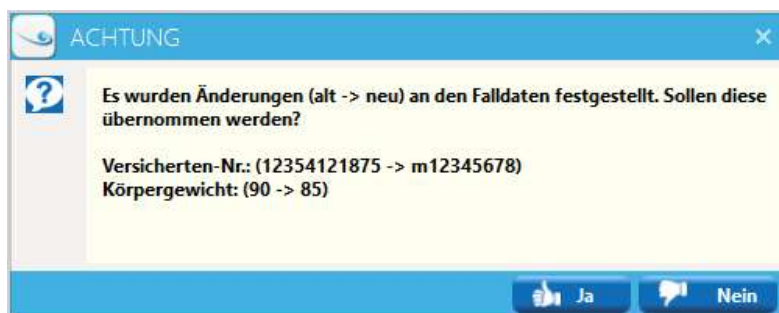 ACHTUNG
Es wurden Änderungen (alt -> neu) an den Falldaten festgestellt. Sollen diese
übernommen werden?
Versicherten-Nr.: (12354121875 -> m12345678)
Körpergewicht: (90 -> 85)
Ja
Nein